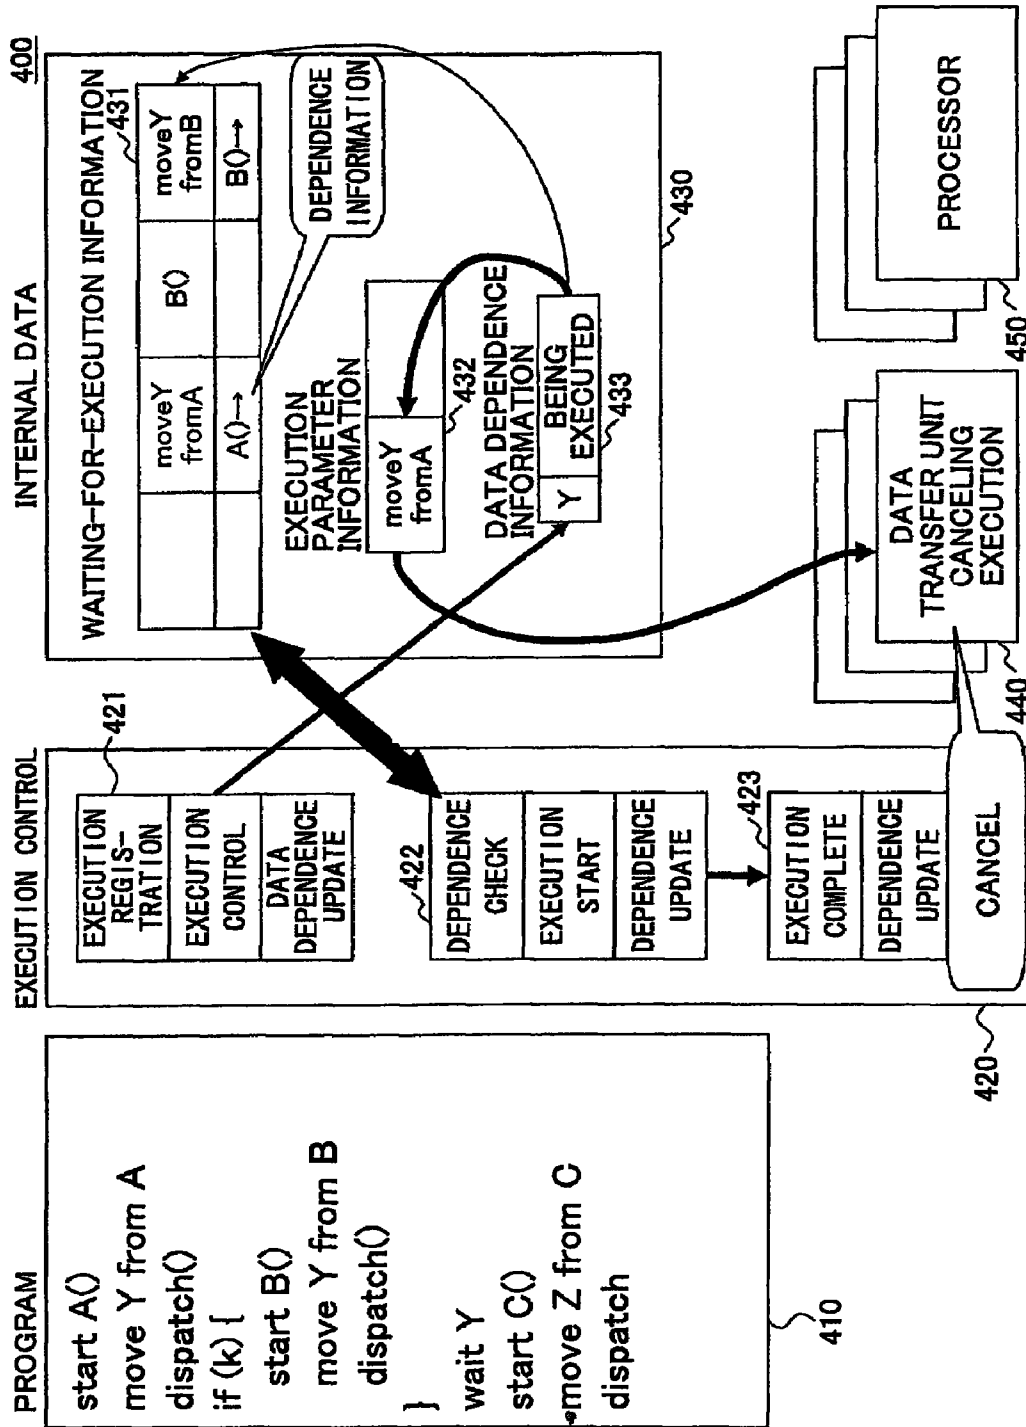 400
PROGRAM
start A()
move Y from A
dispatch()
if (k) {
start B()
move Y from B
dispatch()
}
wait Y
start C()
move Z from C
dispatch
410
EXECUTION CONTROL
421
EXECUTION
REGIS-
TRATION
EXECUTION
CONTROL
DATA
DEPENDENCE
UPDATE
422
DEPENDENCE
CHECK
EXECUTION
START
DEPENDENCE
UPDATE
423
EXECUTION
COMPLETE
DEPENDENCE
UPDATE
CANCEL
420
INTERNAL DATA
WAITING-FOR-EXECUTION INFORMATION
431
moveY
fromA
B()
moveY
fromB
A()→
B()→
DEPENDENCE
INFORMATION
EXECUTION
PARAMETER
INFORMATION
moveY
fromA
432
DATA DEPENDENCE
INFORMATION
Y
BEING
EXECUTED
433
430
DATA
TRANSFER UNIT
CANCELING
EXECUTION
440
PROCESSOR
450